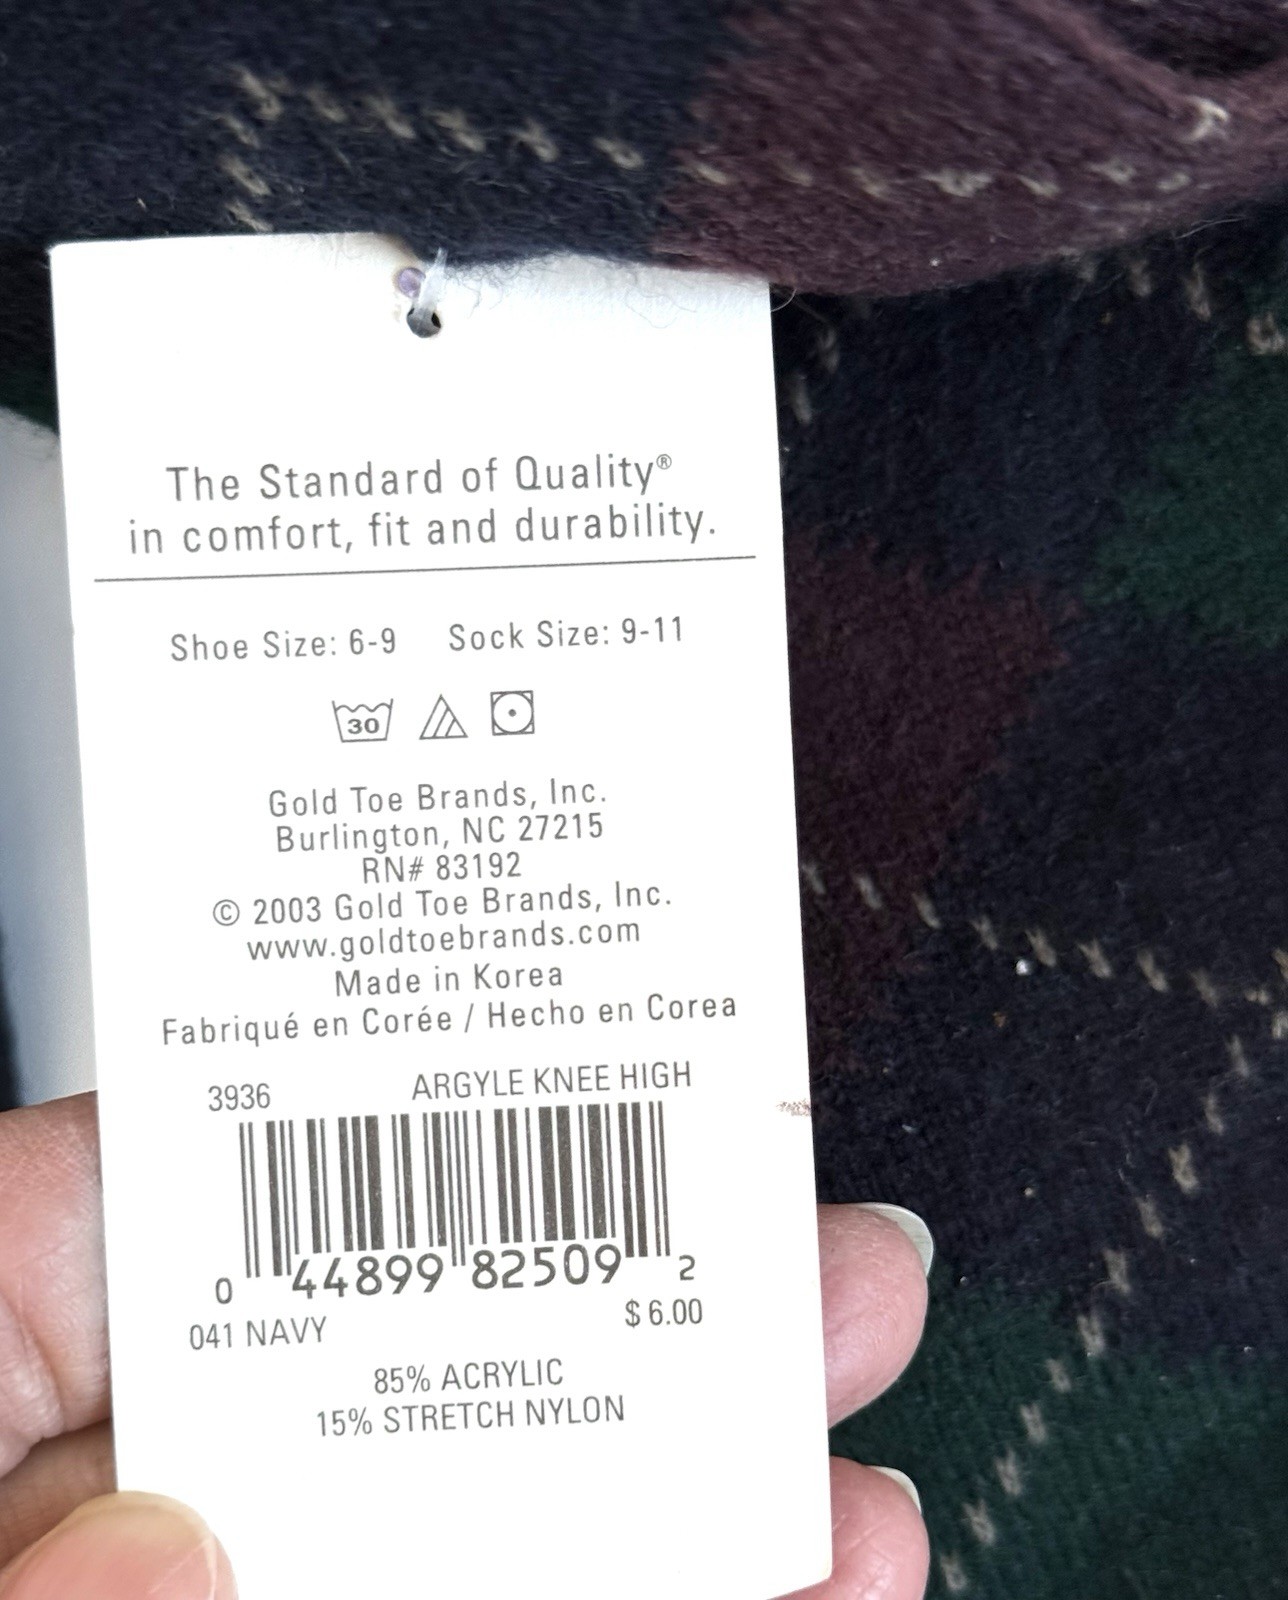 The Standard of Quality®
in comfort, fit and durability.
Shoe Size: 6-9 Sock Size: 9-11
30
Gold Toe Brands, Inc.
Burlington, NC 27215
RN# 83192
© 2003 Gold Toe Brands, Inc.
www.goldtoebrands.com
Made in Korea
Fabriqué en Corée / Hecho en Corea
3936 ARGYLE KNEE HIGH
0 44899 82509 2
041 NAVY $ 6.00
85% ACRYLIC
15% STRETCH NYLON